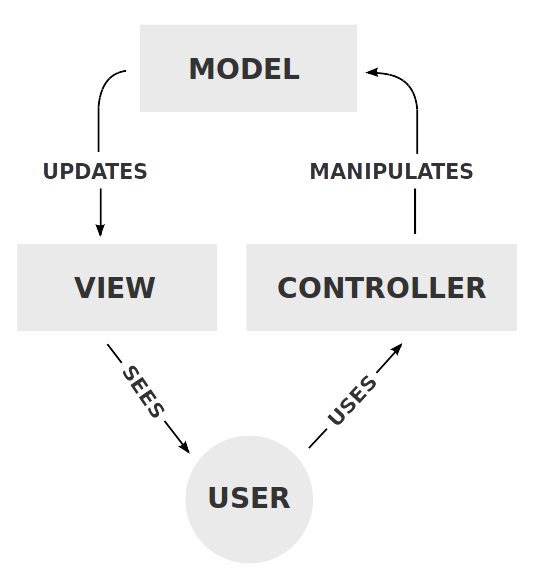 MODEL
UPDATES
MANIPULATES
VIEW
CONTROLLER
SEES
USES
USER